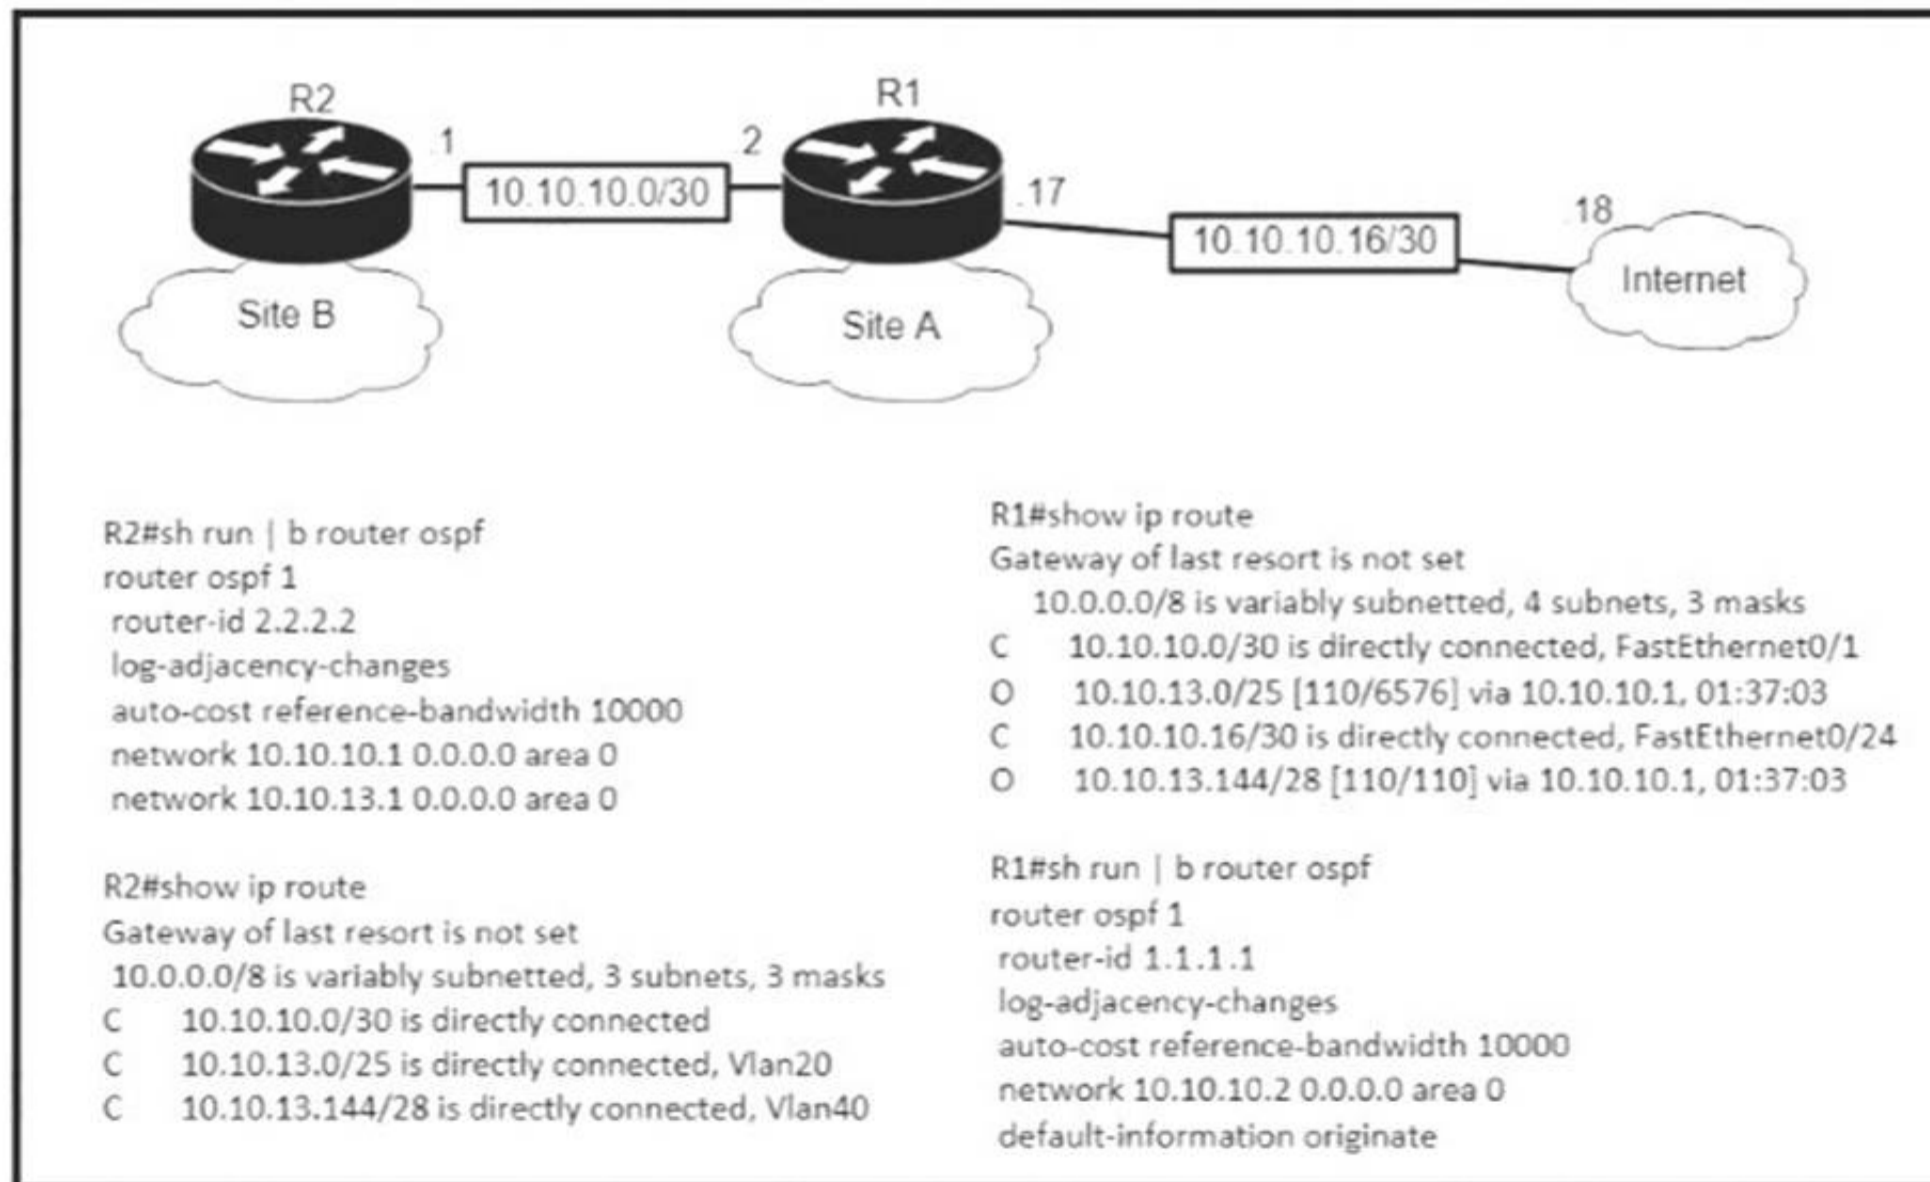 R2
R1
.1
.2
10.10.10.0/30
.17
10.10.10.16/30
.18
Internet
Site B
Site A
R2#sh run | b router ospf
router ospf 1
router-id 2.2.2.2
log-adjacency-changes
auto-cost reference-bandwidth 10000
network 10.10.10.1 0.0.0.0 area 0
network 10.10.13.1 0.0.0.0 area 0
R2#show ip route
Gateway of last resort is not set
10.0.0.0/8 is variably subnetted, 3 subnets, 3 masks
C 10.10.10.0/30 is directly connected
C 10.10.13.0/25 is directly connected, Vlan20
C 10.10.13.144/28 is directly connected, Vlan40
R1#show ip route
Gateway of last resort is not set
10.0.0.0/8 is variably subnetted, 4 subnets, 3 masks
C 10.10.10.0/30 is directly connected, FastEthernet0/1
O 10.10.13.0/25 [110/6576] via 10.10.10.1, 01:37:03
C 10.10.10.16/30 is directly connected, FastEthernet0/24
O 10.10.13.144/28 [110/110] via 10.10.10.1, 01:37:03
R1#sh run | b router ospf
router ospf 1
router-id 1.1.1.1
log-adjacency-changes
auto-cost reference-bandwidth 10000
network 10.10.10.2 0.0.0.0 area 0
default-information originate